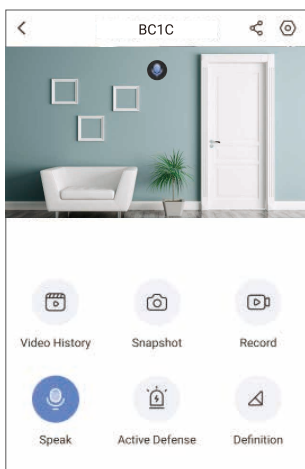 BC1C
Video History
Snapshot
Record
Speak
Active Defense
Definition